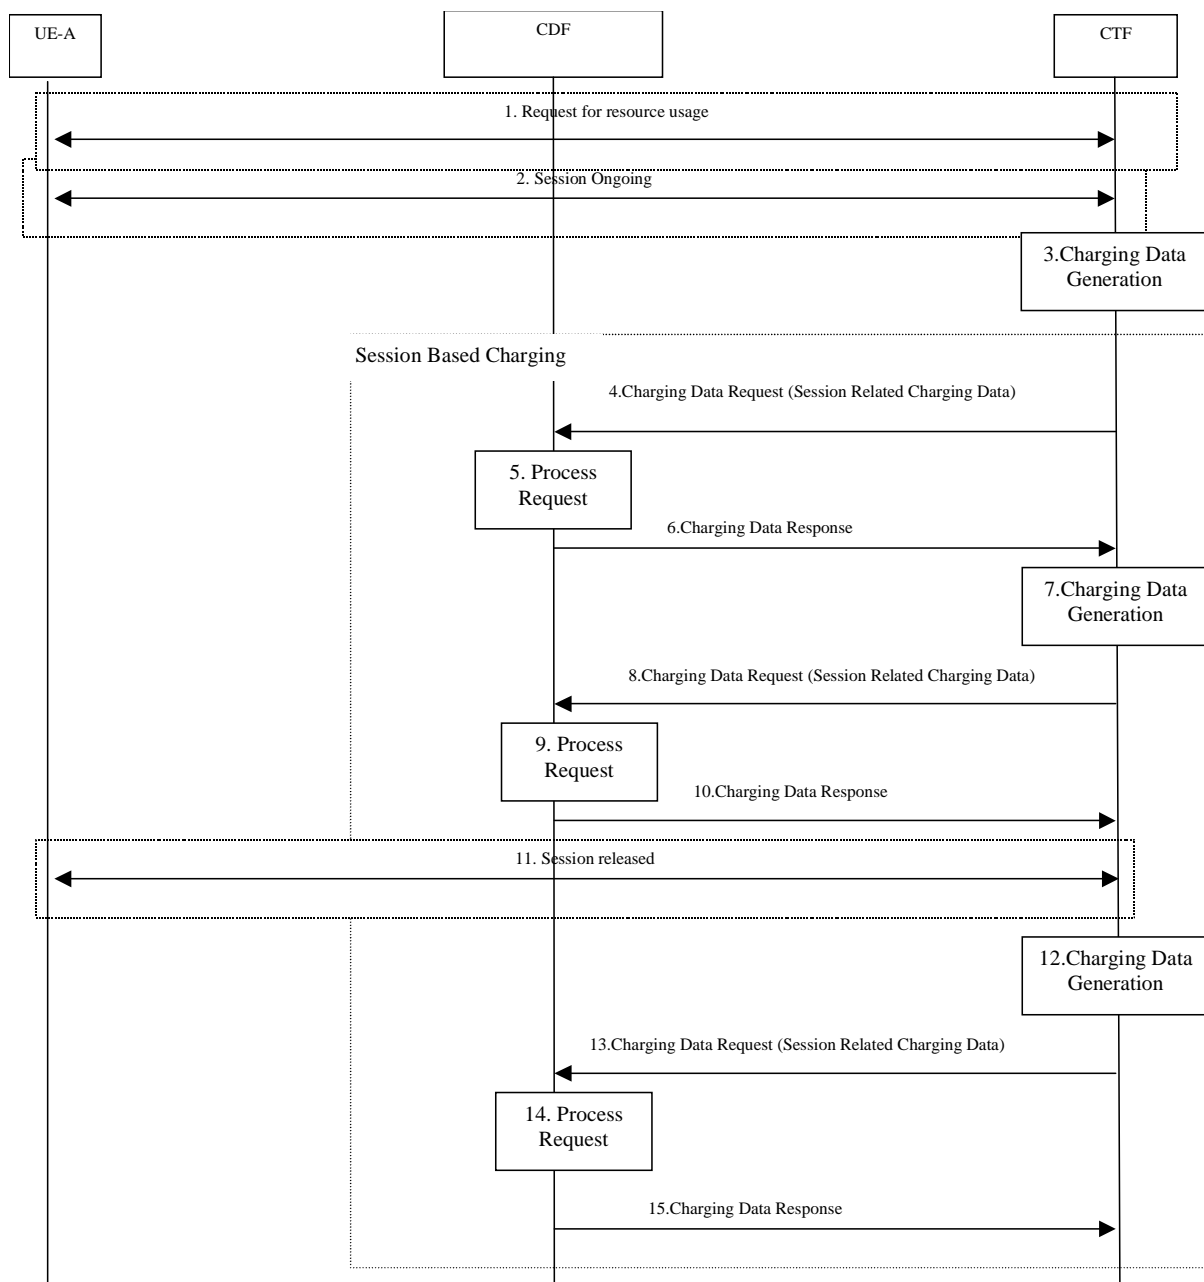 UE-A
CDF
CTF
1. Request for resource usage
2. Session Ongoing
3.Charging Data
Generation
Session Based Charging
4.Charging Data Request (Session Related Charging Data)
5. Process
Request
6.Charging Data Response
7.Charging Data
Generation
8.Charging Data Request (Session Related Charging Data)
9. Process
Request
10.Charging Data Response
11. Session released
12.Charging Data
Generation
13.Charging Data Request (Session Related Charging Data)
14. Process
Request
15.Charging Data Response